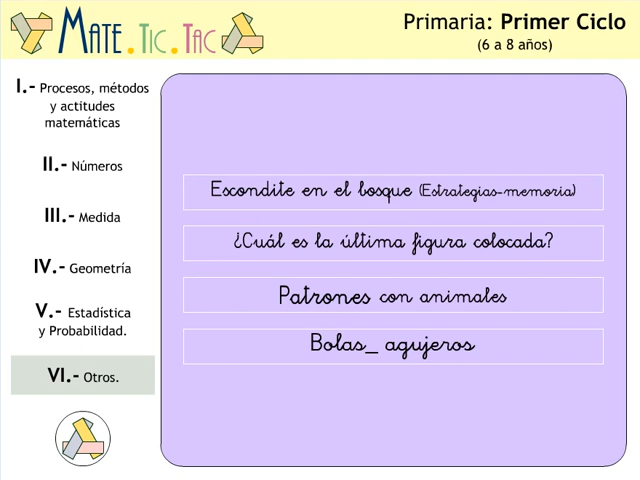 MATE.TIC.TAC
Primaria: Primer Ciclo
(6 a 8 años)
I.- Procesos, métodos
y actitudes
matemáticas
II.- Números
III.- Medida
IV.- Geometría
V.- Estadística
y Probabilidad.
VI.- Otros.
Escondite en el bosque (Estrategias-memoria)
¿Cuál es la última figura colocada?
Patrones con animales
Bolas_ agujeros